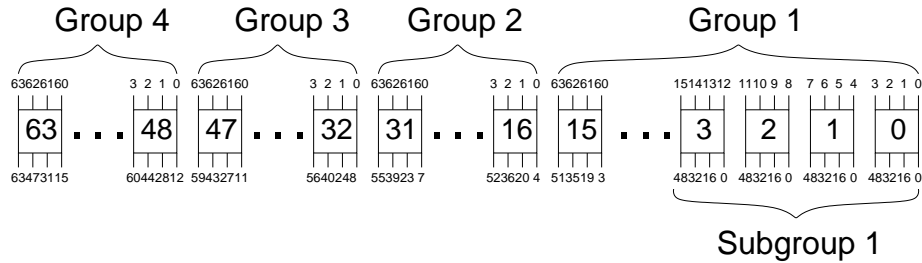 Group 4 Group 3 Group 2 Group 1
63626160 3 2 1 0 63626160 3 2 1 0 63626160 3 2 1 0 63626160 15141312 1110 9 8 7 6 5 4 3 2 1 0
63 ... 48 47 ... 32 31 ... 16 15 ... 3 2 1 0
63473115 60442812 59432711 5640248 553923 7 523620 4 513519 3 483216 0 483216 0 483216 0 483216 0
Subgroup 1